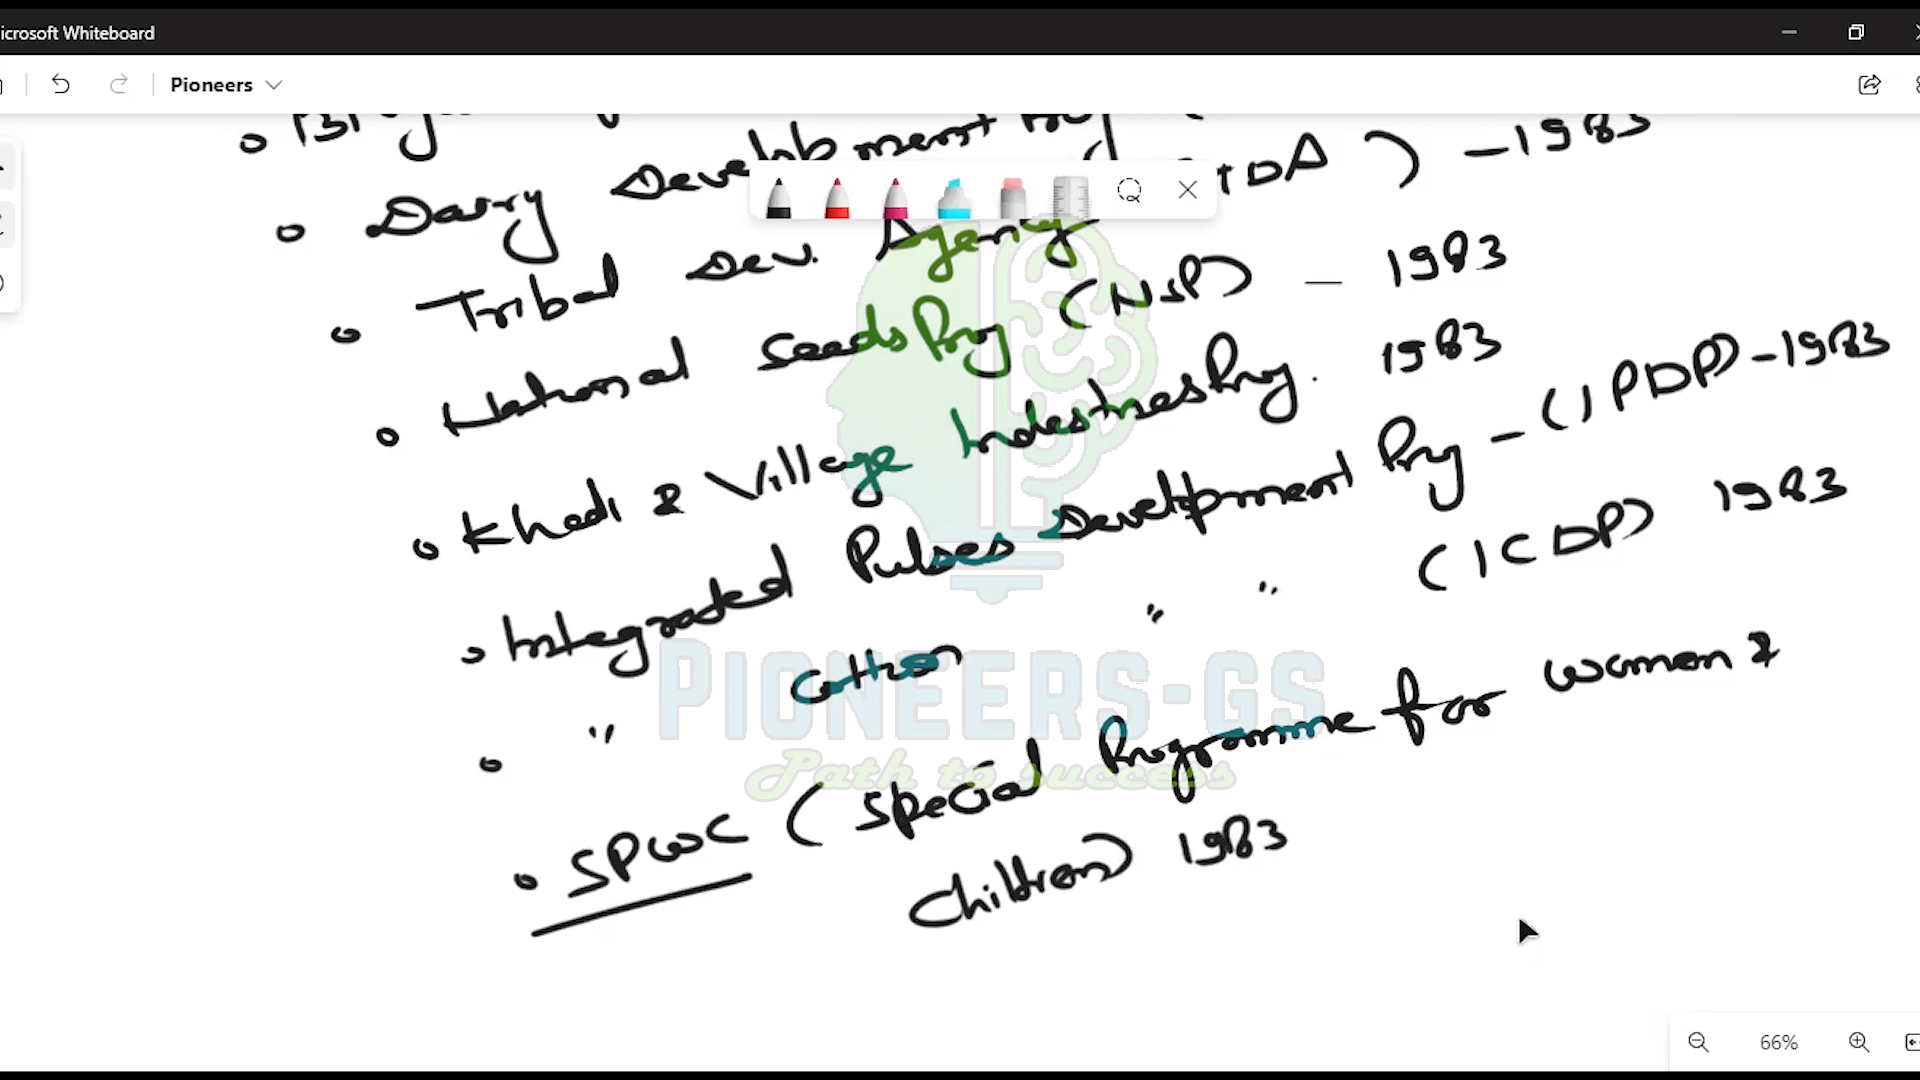 icrosoft Whiteboard
Pioneers
Dairy Development
Tribal Dev. Agency TDA) - 1983
National Seeds Prog (NSP) - 1983
Khadi & Village Industries Prog. 1983
Integrated Pulses Development Prog - (IPDP) - 1983
" Cotton " " (ICDP) 1983
SPWC (Special Programme for women &
Children) 1983
PIONEERS-GS
Path to success
66%